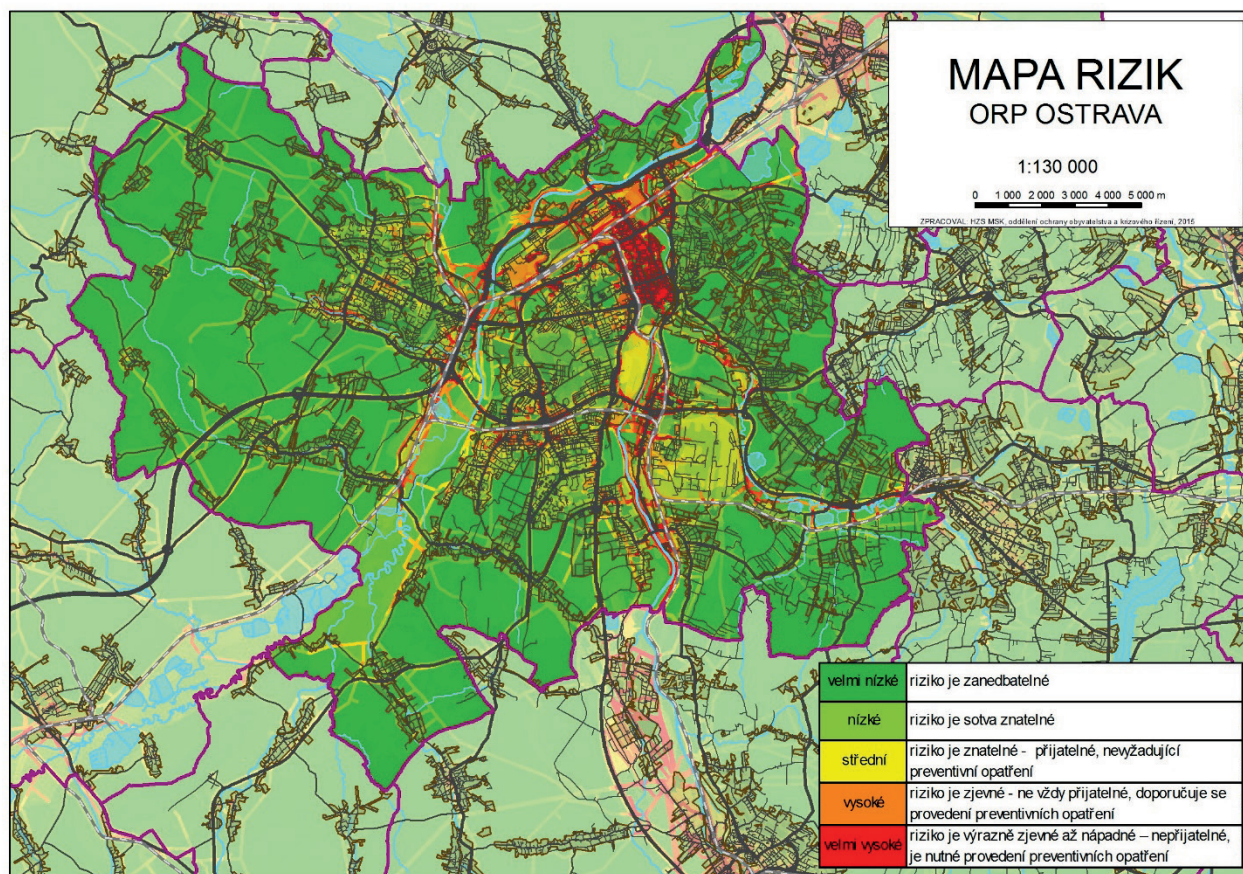 MAPA RIZIK
ORP OSTRAVA
1:130 000
0 1 000 2 000 3 000 4 000 5 000 m
ZPRACOVAL: HZS MSK, oddělení ochrany obyvatelstva a krizového řízení, 2015
velmi nízké riziko je zanedbatelné
nízké riziko je sotva znatelné
střední riziko je znatelné - přijatelné, nevyžadující
preventivní opatření
vysoké riziko je zjevné - ne vždy přijatelné, doporučuje se
provedení preventivních opatření
velmi vysoké riziko je výrazně zjevné až nápadné – nepřijatelné,
je nutné provedení preventivních opatření